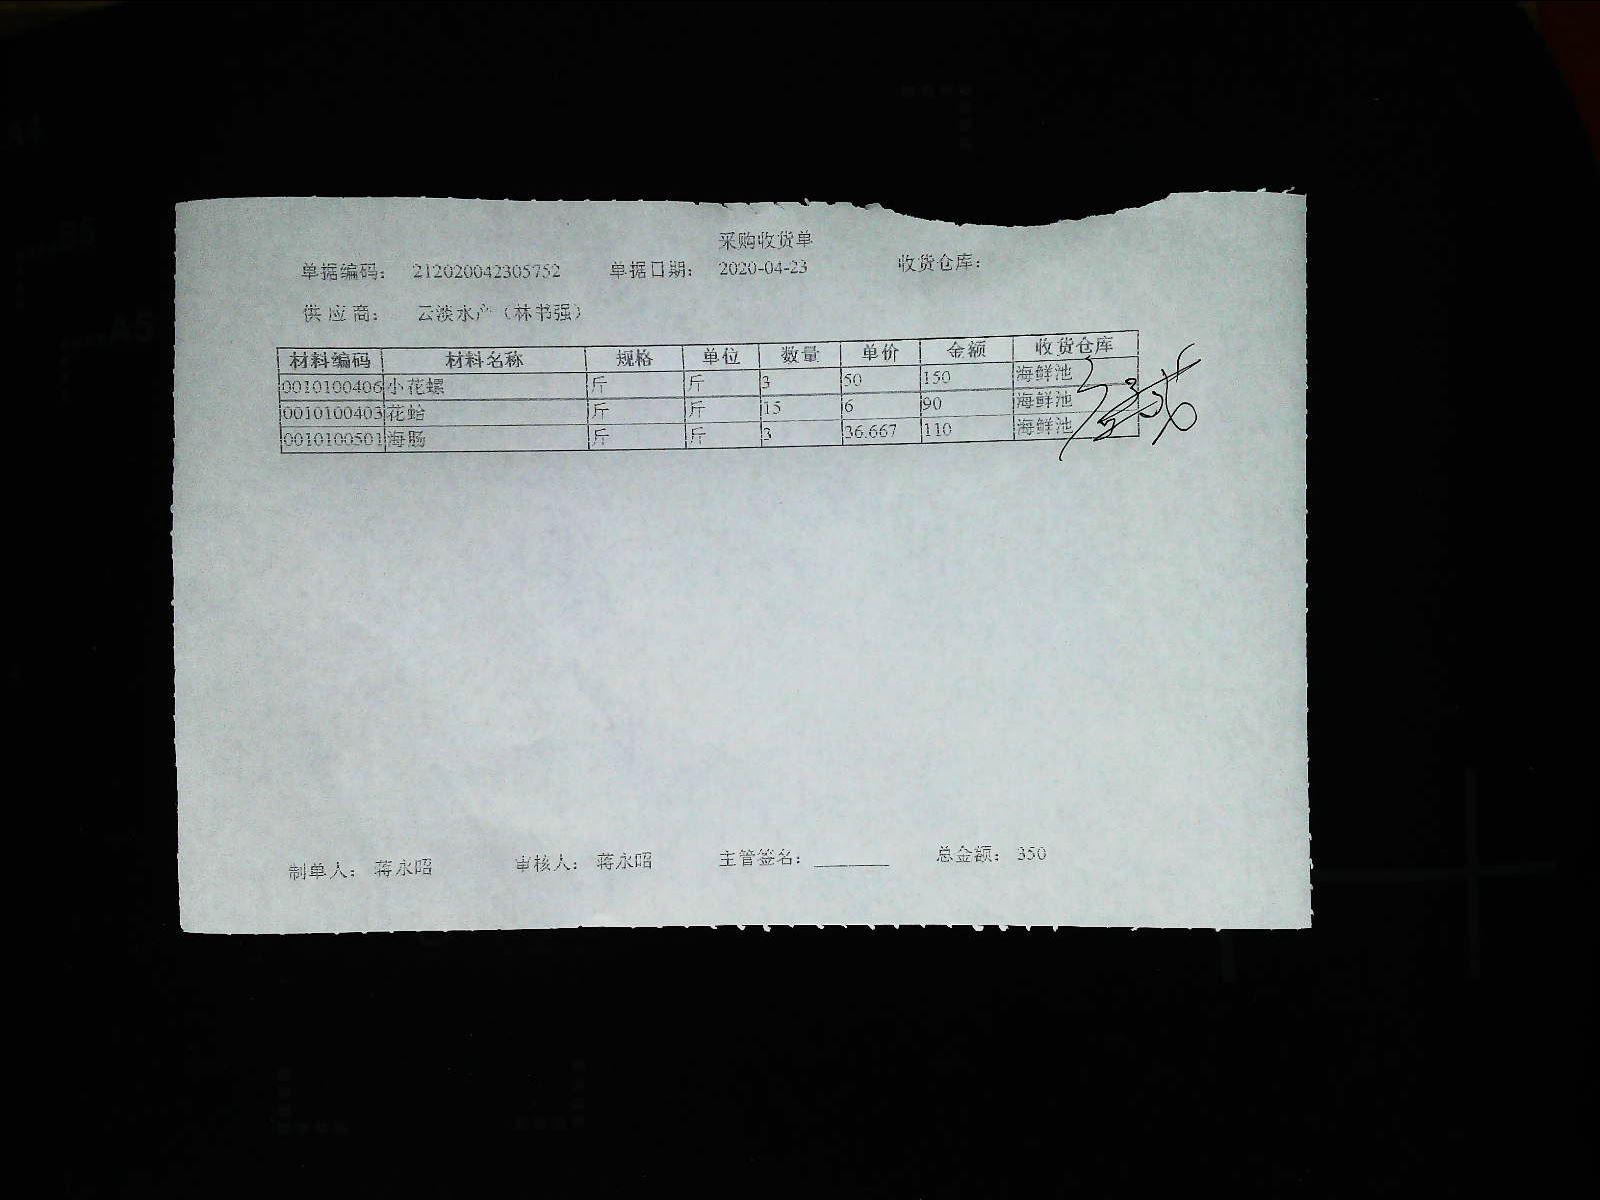 采购收货单
单据编码： 212020042305752 单据日期： 2020-04-23 收货仓库：
供 应 商： 云淡水产（林书强）
材料编码 材料名称 规格 单位 数量 单价 金额 收货仓库
0010100406 小花螺 斤 斤 3 50 150 海鲜池
0010100403 花蛤 斤 斤 15 6 90 海鲜池
0010100501 海肠 斤 斤 3 36.667 110 海鲜池
制单人： 蒋永昭 审核人： 蒋永昭 主管签名： ________ 总金额： 350